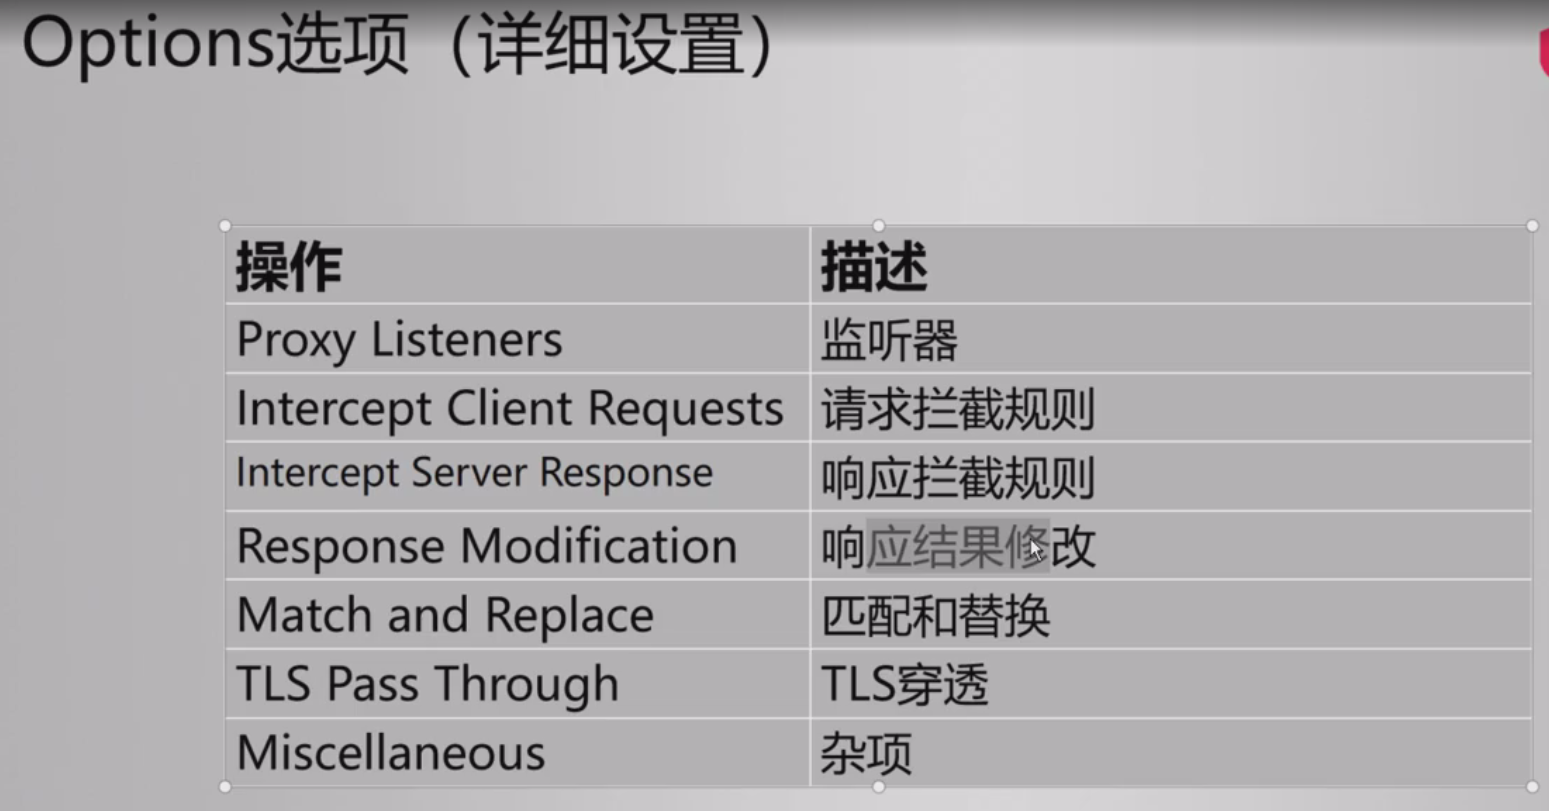 Options选项（详细设置）
操作 描述
Proxy Listeners 监听器
Intercept Client Requests 请求拦截规则
Intercept Server Response 响应拦截规则
Response Modification 响应结果修改
Match and Replace 匹配和替换
TLS Pass Through TLS穿透
Miscellaneous 杂项